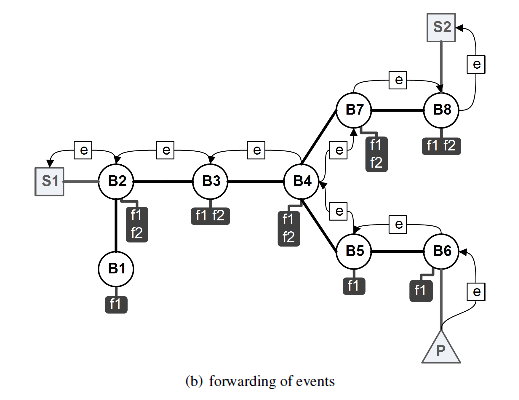 S2
e
e
B7
B8
f1
f2
f1 f2
e
e
e
e
S1
B2
B3
B4
f1
f2
f1 f2
f1
f2
e
e
B5
B6
B1
f1
f1
f1
e
P
(b) forwarding of events